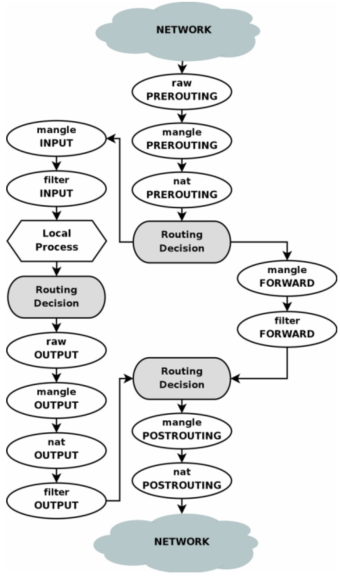 NETWORK
raw
PREROUTING
mangle
PREROUTING
nat
PREROUTING
Routing
Decision
mangle
INPUT
filter
INPUT
Local
Process
Routing
Decision
raw
OUTPUT
mangle
OUTPUT
nat
OUTPUT
filter
OUTPUT
mangle
FORWARD
filter
FORWARD
Routing
Decision
mangle
POSTROUTING
nat
POSTROUTING
NETWORK